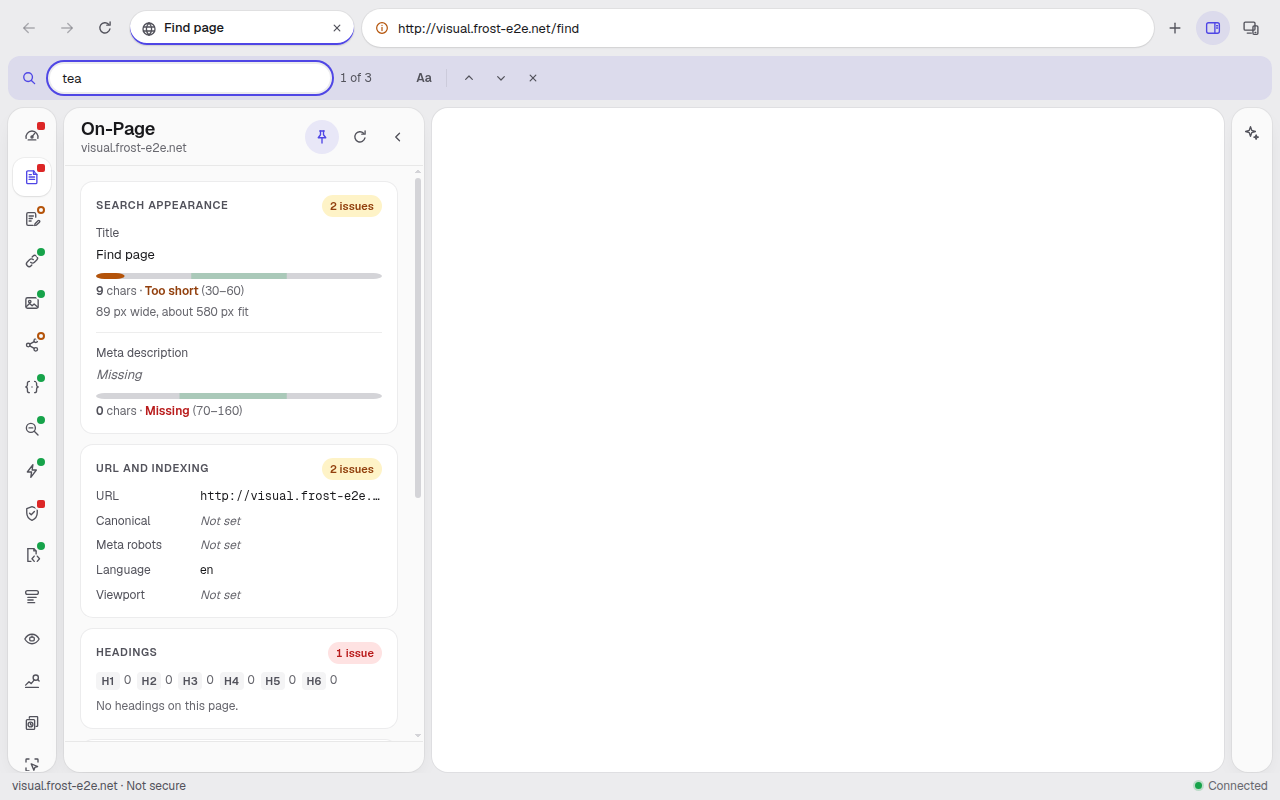 Find page
http://visual.frost-e2e.net/find
tea
1 of 3
Aa
On-Page
visual.frost-e2e.net
SEARCH APPEARANCE
2 issues
Title
Find page
9 chars · Too short (30–60)
89 px wide, about 580 px fit
Meta description
Missing
0 chars · Missing (70–160)
URL AND INDEXING
2 issues
URL http://visual.frost-e2e.…
Canonical Not set
Meta robots Not set
Language en
Viewport Not set
HEADINGS
1 issue
H1 0 H2 0 H3 0 H4 0 H5 0 H6 0
No headings on this page.
visual.frost-e2e.net · Not secure
Connected